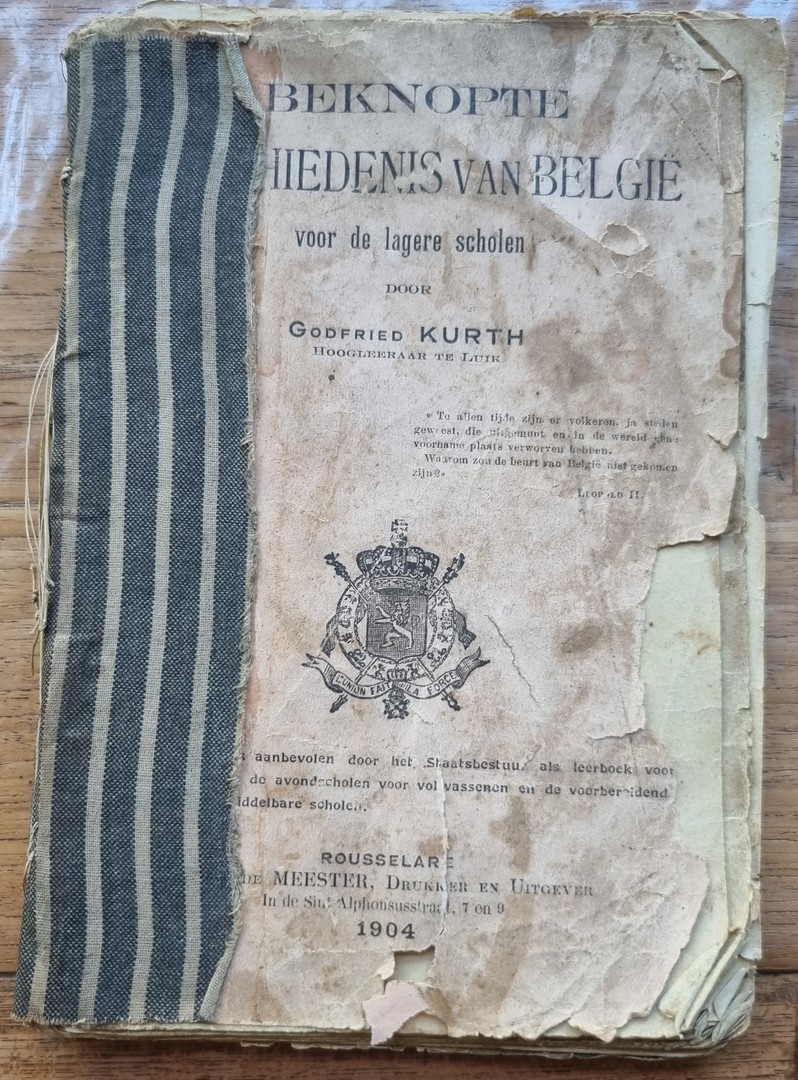 BEKNOPTE
HIEDENIS VAN BELGIË
voor de lagere scholen
DOOR
GODFRIED KURTH
HOOGLEERAAR TE LUIK
« Te allen tijde zijn er volkeren, ja steden
geweest, die uitgemunt en in de wereld eene
voorname plaats verworven hebben.
Waarom zou de beurt van België niet gekomen
zijn?»
LEOPOLD II.
L'UNION FAIT LA FORCE
aanbevolen door het Staatsbestuur als leerboek voor
de avondscholen voor volwassenen en de voorbereidend
iddelbare scholen.
ROUSSELARE
DE MEESTER, DRUKKER EN UITGEVER
In de Sint Alphonsusstraat, 7 en 9
1904